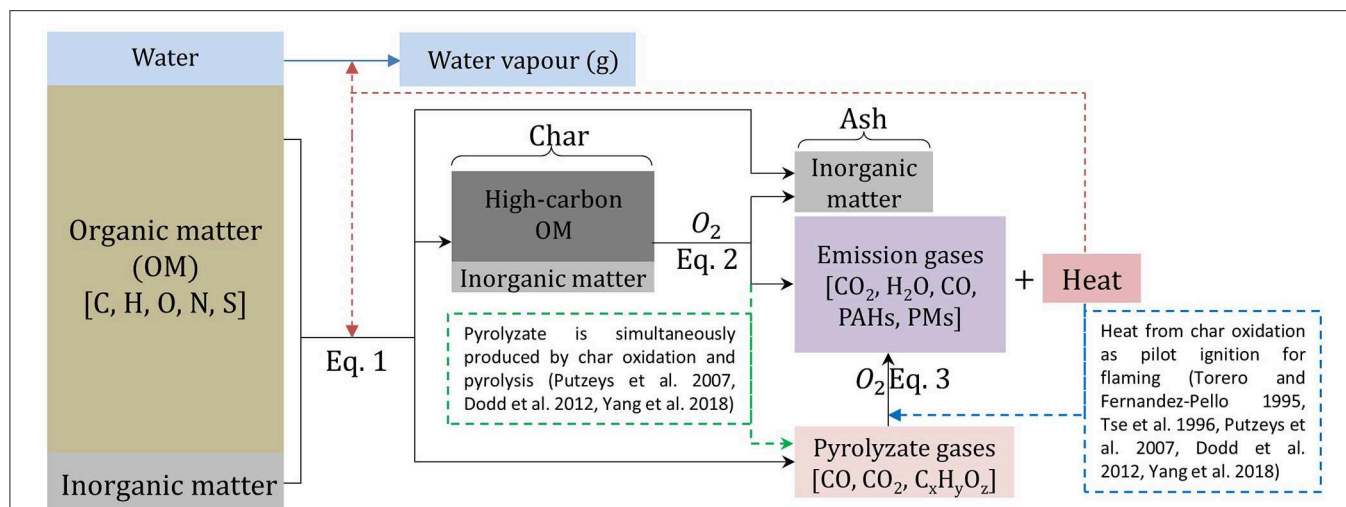 Water
Water vapour (g)
Organic matter
(OM)
[C, H, O, N, S]
Inorganic matter
Eq. 1
Char
High-carbon
OM
Inorganic matter
O₂
Eq. 2
Ash
Inorganic
matter
Emission gases
[CO₂, H₂O, CO,
PAHs, PMs]
+
Heat
Pyrolyzate is simultaneously
produced by char oxidation and
pyrolysis (Putzeys et al. 2007,
Dodd et al. 2012, Yang et al. 2018)
O₂ Eq. 3
Pyrolyzate gases
[CO, CO₂, CₓHᵧO_z]
Heat from char oxidation
as pilot ignition for
flaming (Torero and
Fernandez-Pello 1995,
Tse et al. 1996, Putzeys et
al. 2007, Dodd et al.
2012, Yang et al. 2018)